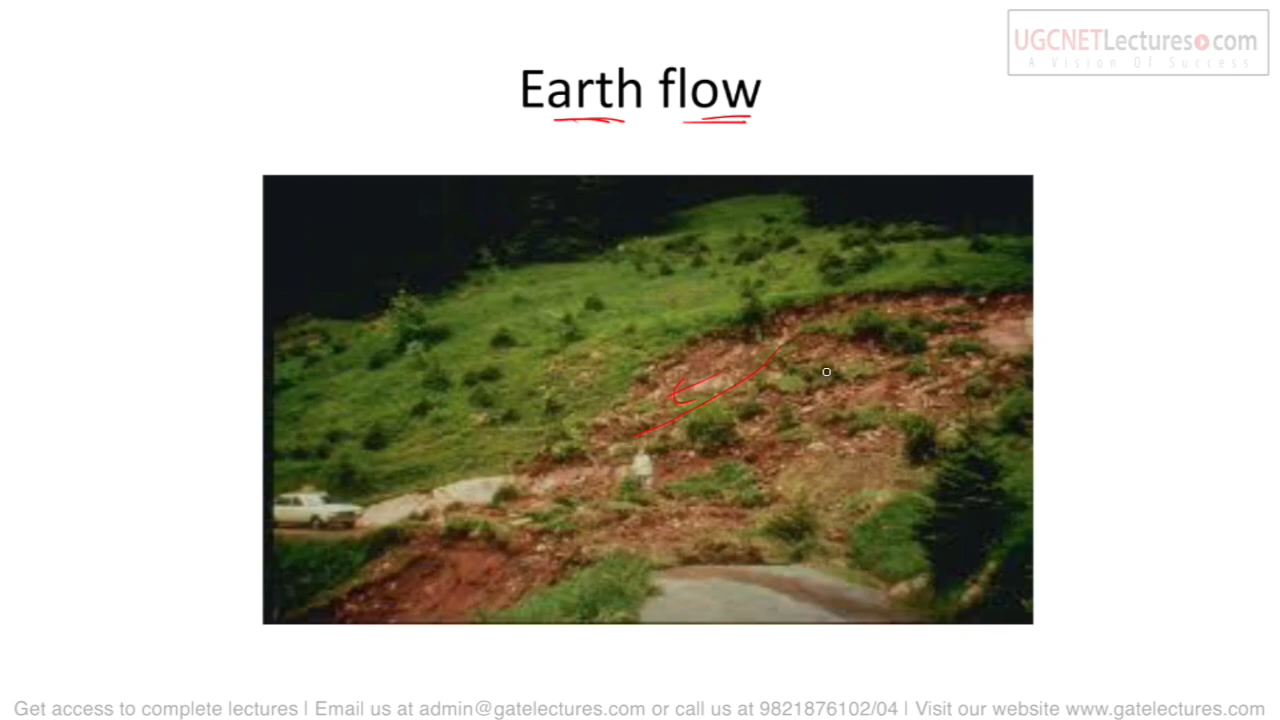 UGCNETLectures.com
A Vision Of Success
Earth flow
Get access to complete lectures | Email us at admin@gatelectures.com or call us at 9821876102/04 | Visit our website www.gatelectures.com